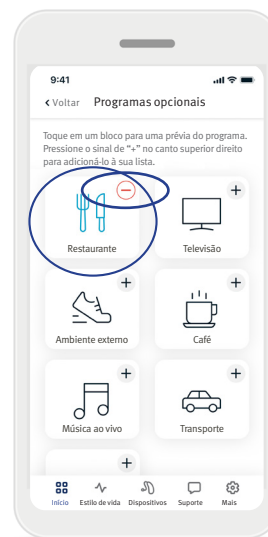 9:41
Voltar Programas opcionais
Toque em um bloco para uma prévia do programa.
Pressione o sinal de “+” no canto superior direito
para adicioná-lo à sua lista.
Restaurante Televisão
Ambiente externo Café
Música ao vivo Transporte
Início Estilo de vida Dispositivos Suporte Mais